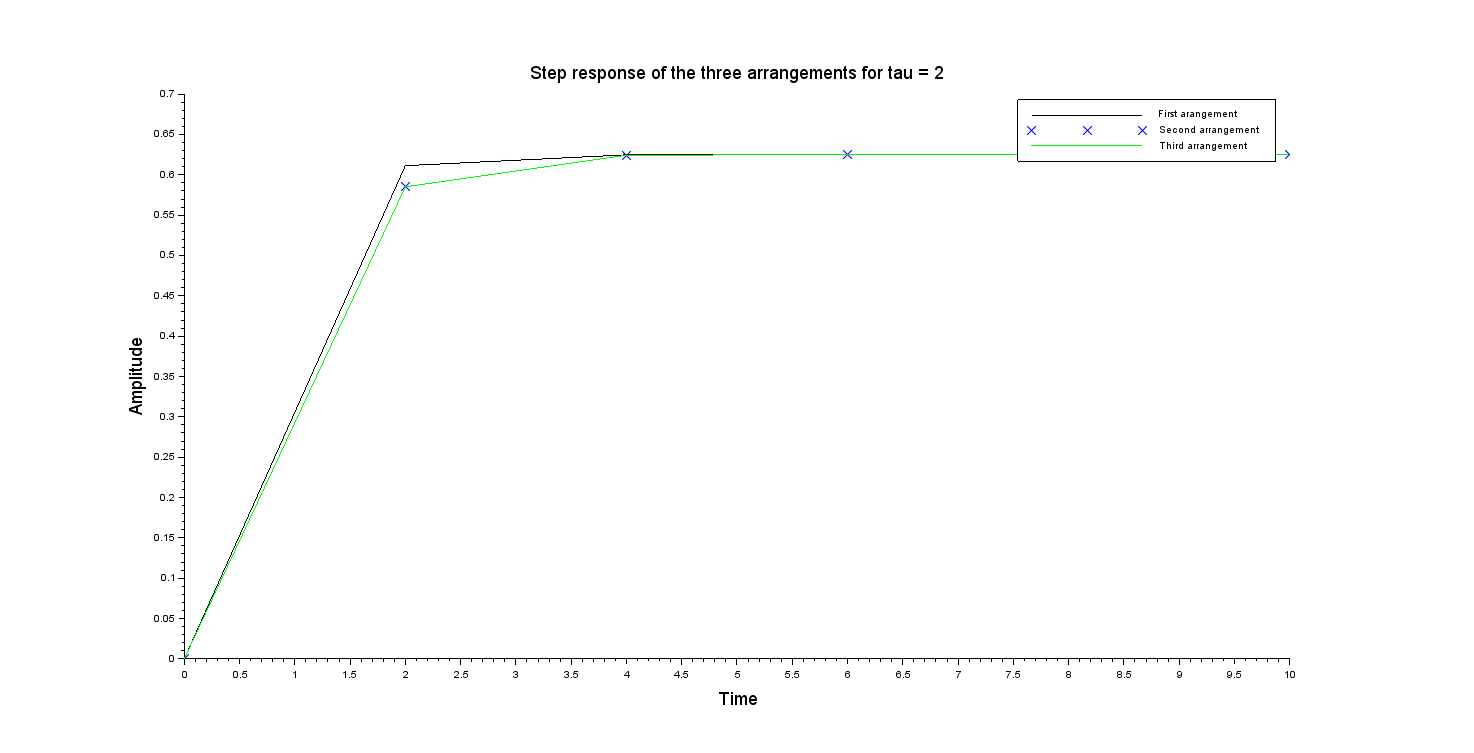 Step response of the three arrangements for tau = 2
0.7
First arangement
Second arrangement
Third arrangement
0.65
0.6
0.55
0.5
0.45
0.4
0.35
0.3
0.25
0.2
0.15
0.1
0.05
0
Amplitude
0 0.5 1 1.5 2 2.5 3 3.5 4 4.5 5 5.5 6 6.5 7 7.5 8 8.5 9 9.5 10
Time